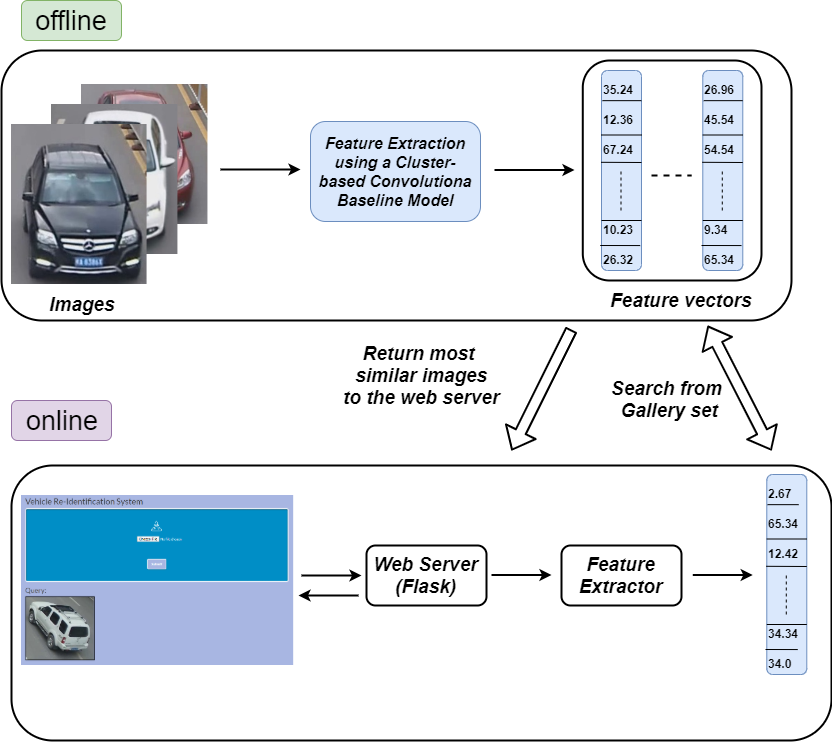 offline
Images
Feature Extraction
using a Cluster-
based Convolutiona
Baseline Model
35.24
12.36
67.24
10.23
26.32
26.96
45.54
54.54
9.34
65.34
Feature vectors
Return most
similar images
to the web server
Search from
Gallery set
online
Vehicle Re-Identification System
Query:
Web Server
(Flask)
Feature
Extractor
2.67
65.34
12.42
34.34
34.0